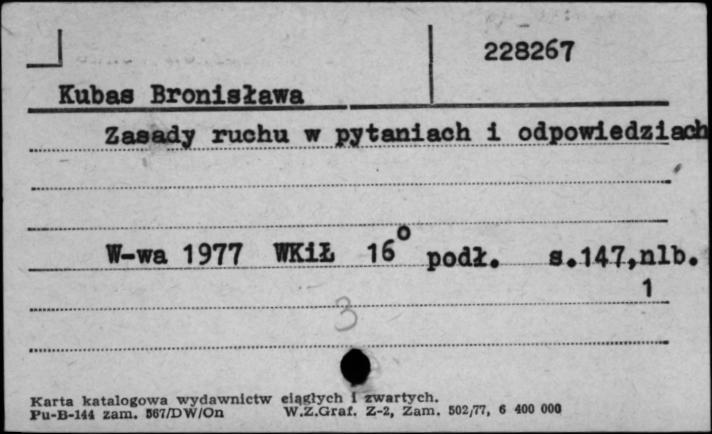 228267
Kubas Bronisława
Zasady ruchu w pytaniach i odpowiedziach
W-wa 1977 WKiŁ 16° podł. s.147,nlb.
1
3
Karta katalogowa wydawnictw ciągłych i zwartych.
Pu-B-144 zam. 567/DW/On W.Z.Graf. Z-2, Zam. 502/77, 6 400 000